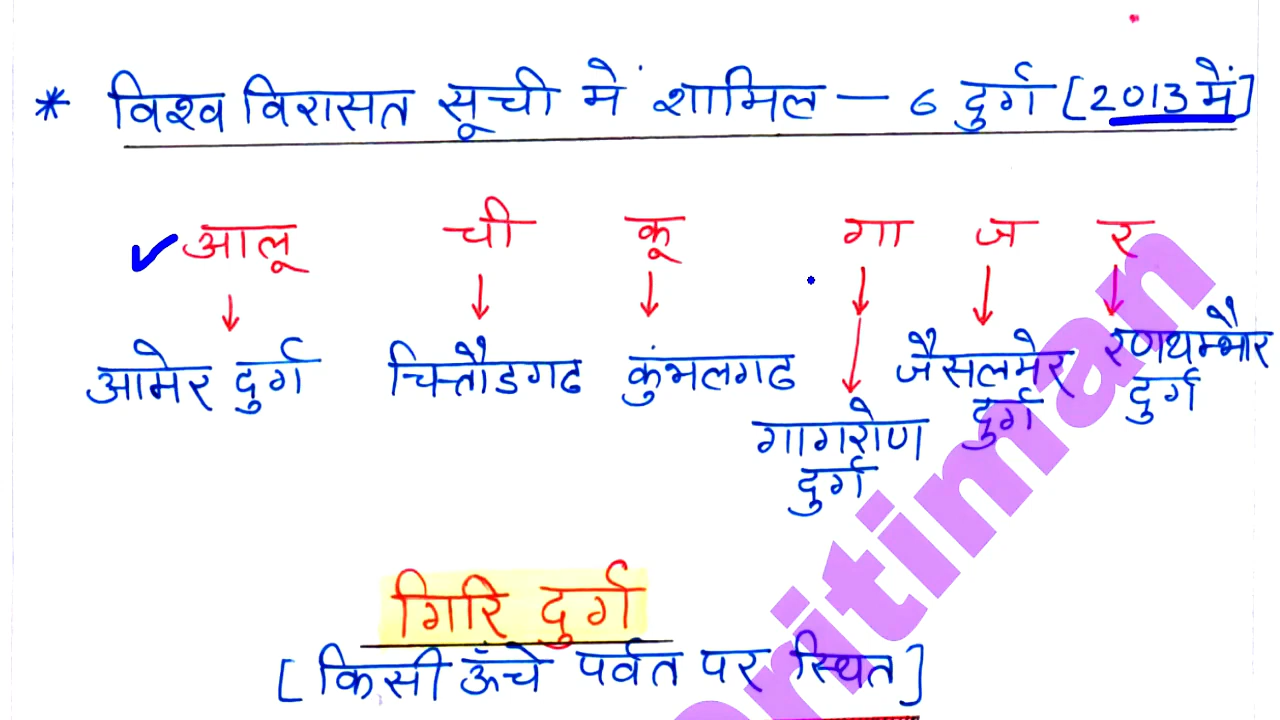 * विश्व विरासत सूची में शामिल – 6 दुर्ग [2013 में]
✓ आलू ची कू गा ज र
↓ ↓ ↓ ↓ ↓ ↓
आमेर दुर्ग चित्तौडगढ कुंभलगढ गागरोण दुर्ग जैसलमेर दुर्ग रणथम्भौर दुर्ग
गिरि दुर्ग
[किसी ऊँचे पर्वत पर स्थित]